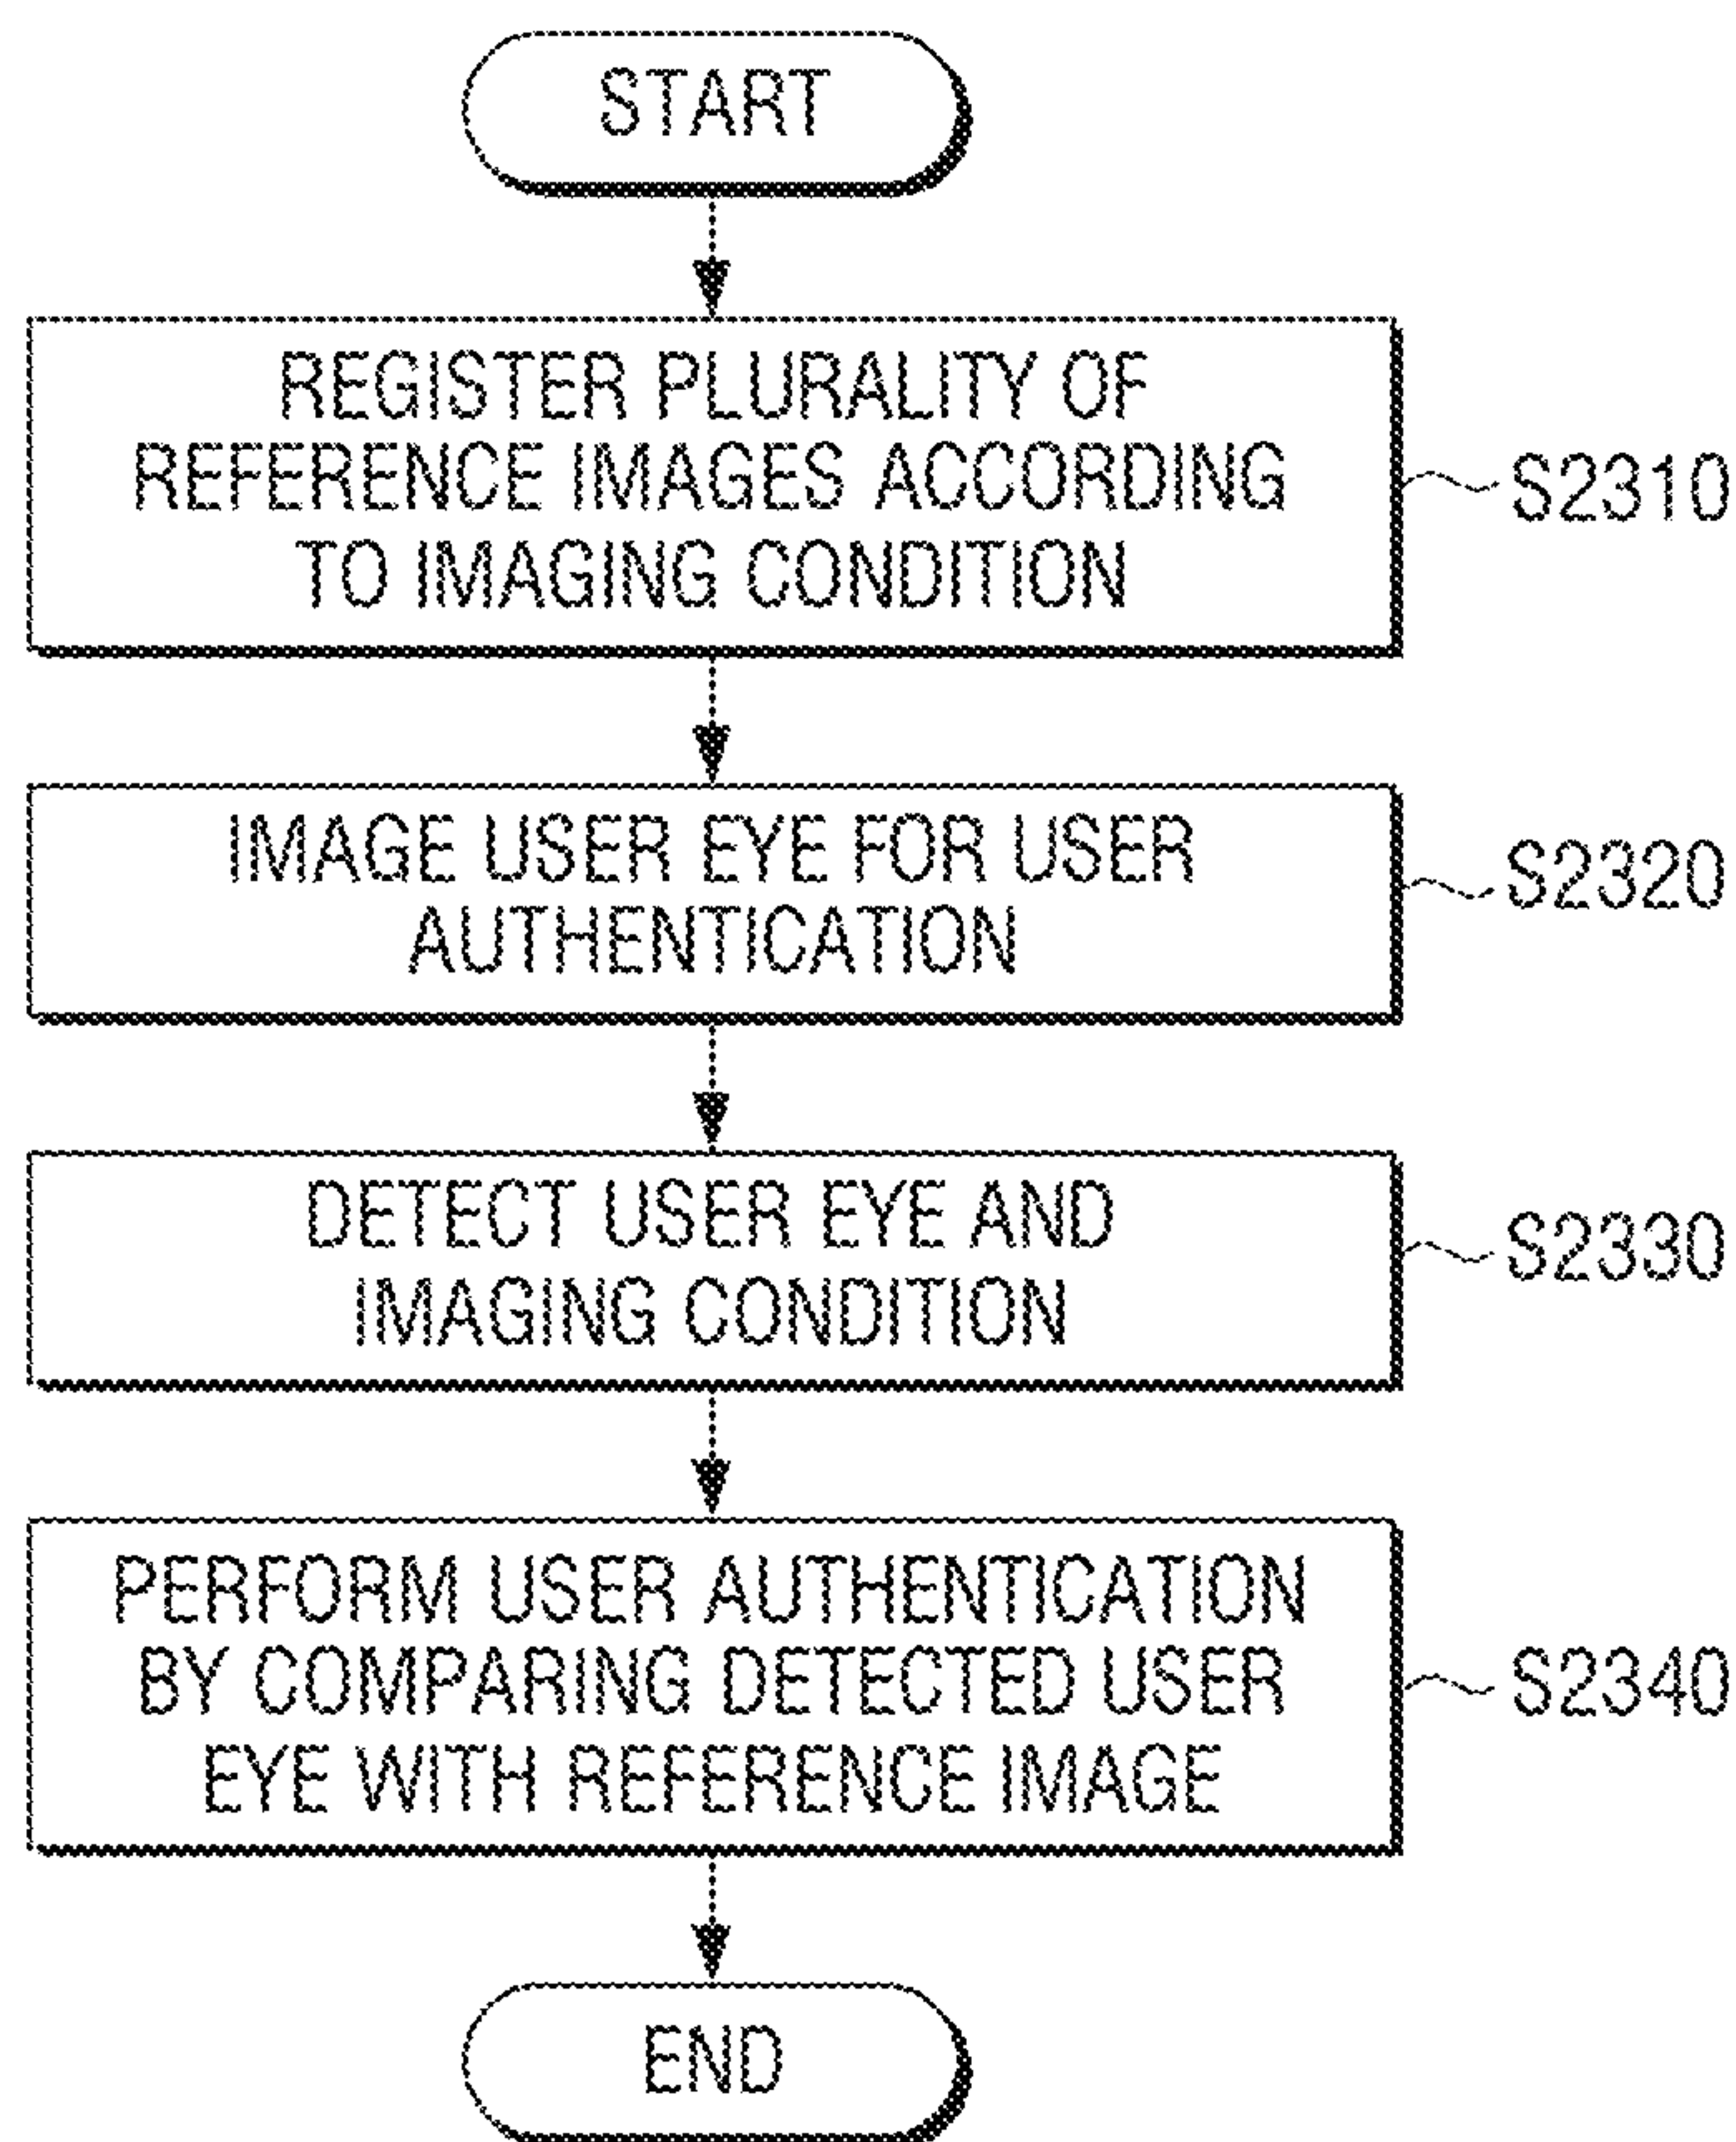 START
REGISTER PLURALITY OF
REFERENCE IMAGES ACCORDING
TO IMAGING CONDITION
S2310
IMAGE USER EYE FOR USER
AUTHENTICATION
S2320
DETECT USER EYE AND
IMAGING CONDITION
S2330
PERFORM USER AUTHENTICATION
BY COMPARING DETECTED USER
EYE WITH REFERENCE IMAGE
S2340
END